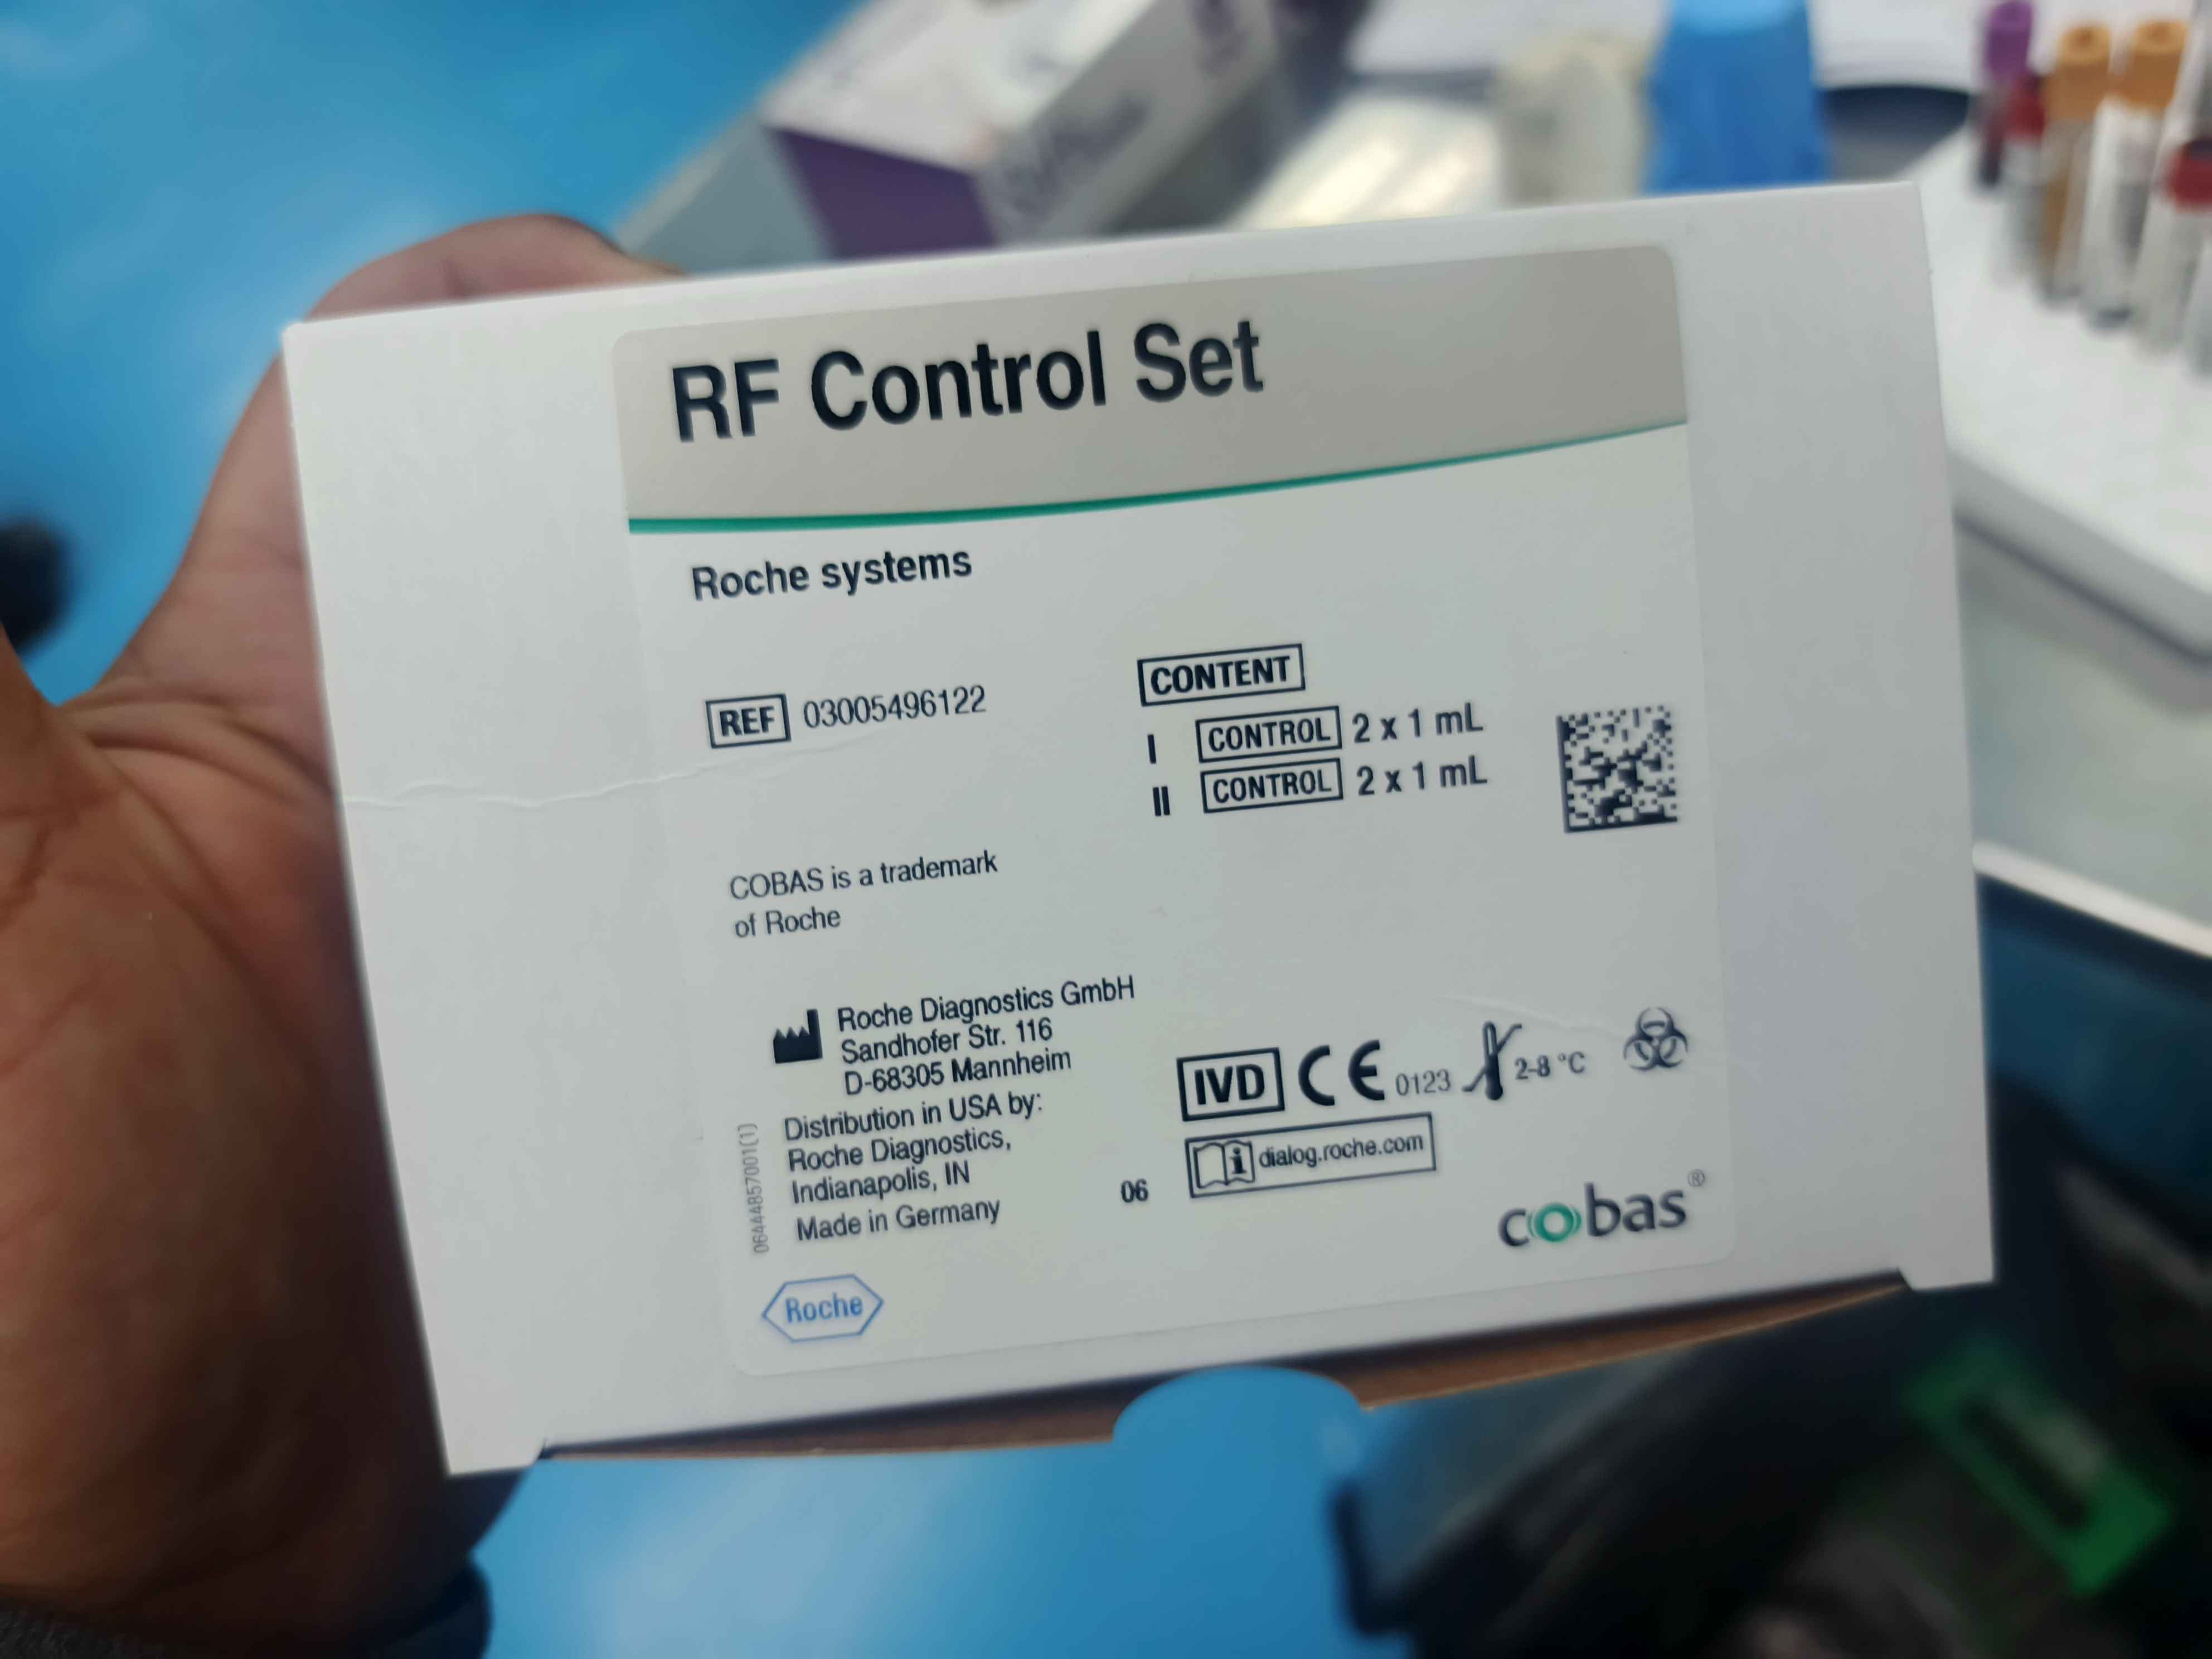 RF Control Set
Roche systems
REF 03005496122
CONTENT
I CONTROL 2 x 1 mL
II CONTROL 2 x 1 mL
COBAS is a trademark
of Roche
Roche Diagnostics GmbH
Sandhofer Str. 116
D-68305 Mannheim
Distribution in USA by:
Roche Diagnostics,
Indianapolis, IN
Made in Germany
06444857001(1)
06
IVD CE 0123 2-8 °C
i dialog.roche.com
cobas®
Roche